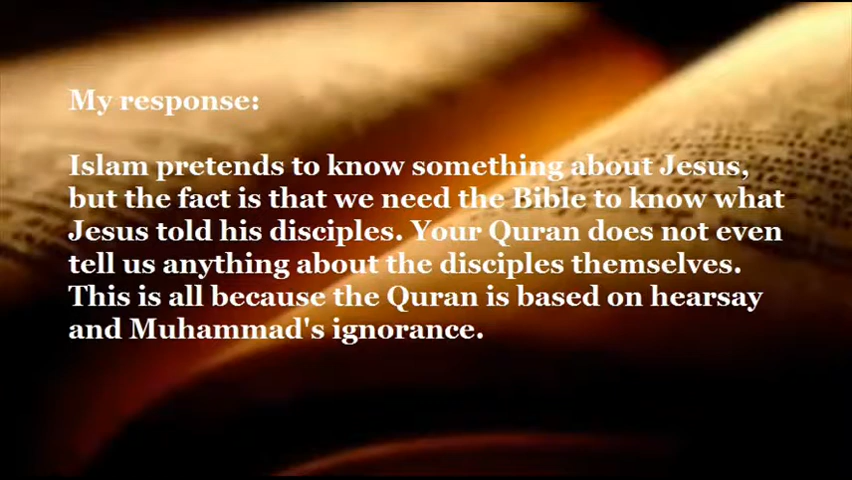 My response:
Islam pretends to know something about Jesus,
but the fact is that we need the Bible to know what
Jesus told his disciples. Your Quran does not even
tell us anything about the disciples themselves.
This is all because the Quran is based on hearsay
and Muhammad's ignorance.